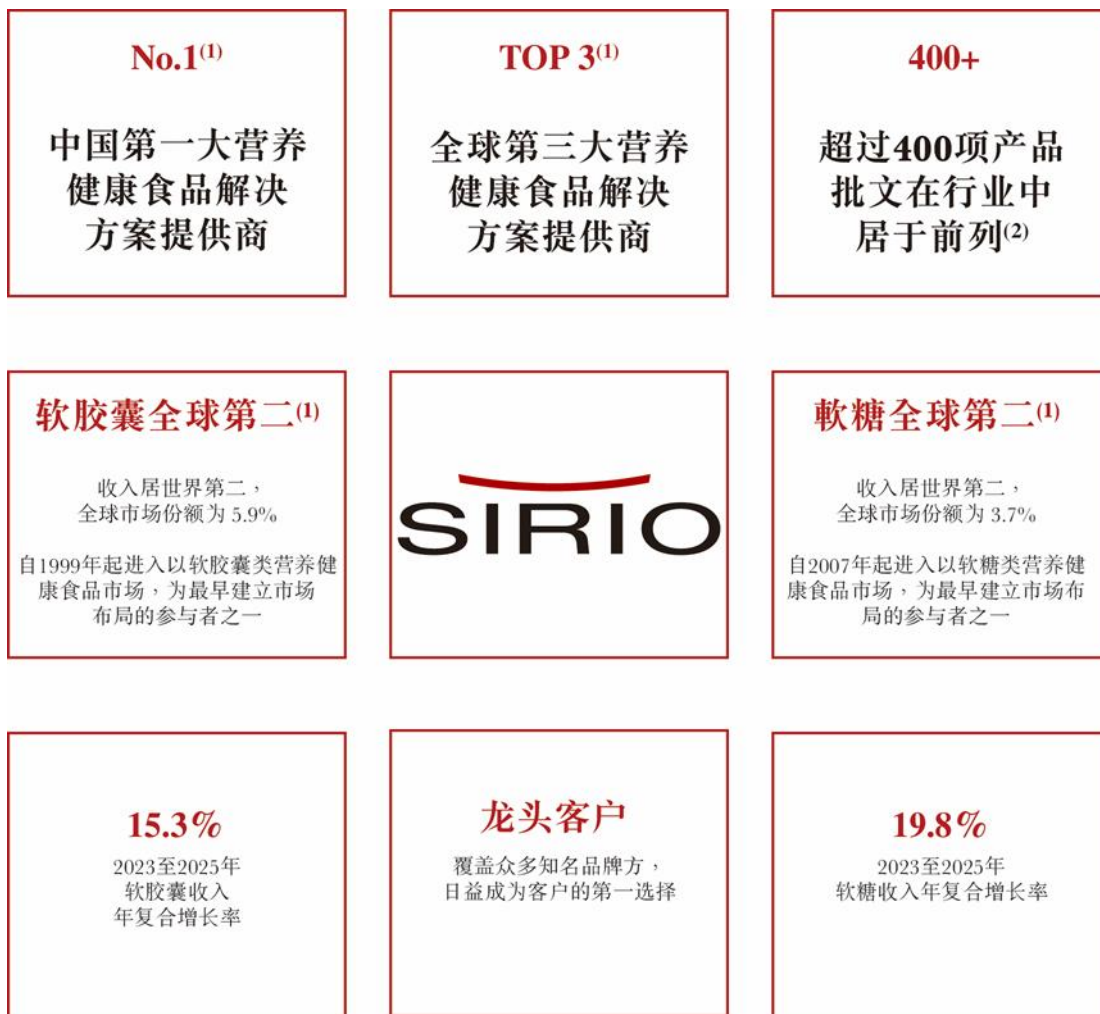 No.1(1)
中国第一大营养
健康食品解决
方案提供商
TOP 3(1)
全球第三大营养
健康食品解决
方案提供商
400+
超过400项产品
批文在行业中
居于前列(2)
软胶囊全球第二(1)
收入居世界第二，
全球市场份额为 5.9%
自1999年起进入以软胶囊类营养健
康食品市场，为最早建立市场
布局的参与者之一
SIRIO
軟糖全球第二(1)
收入居世界第二，
全球市场份额为 3.7%
自2007年起进入以软糖类营养健
康食品市场，为最早建立市场布
局的参与者之一
15.3%
2023至2025年
软胶囊收入
年复合增长率
龙头客户
覆盖众多知名品牌方，
日益成为客户的第一选择
19.8%
2023至2025年
软糖收入年复合增长率